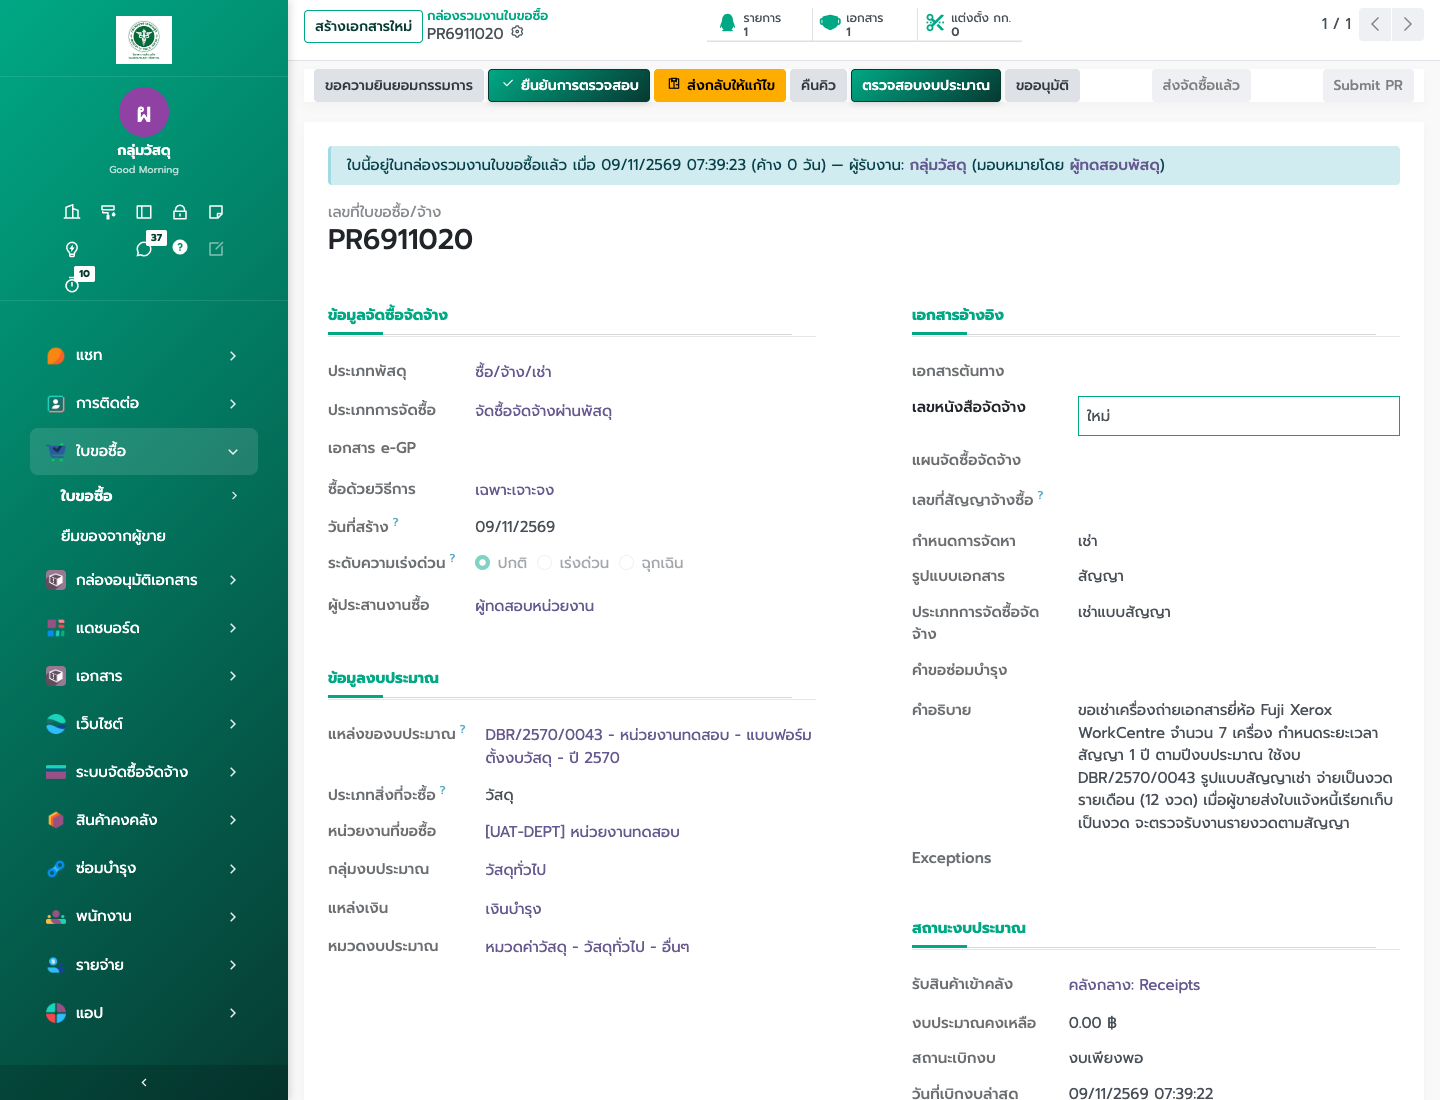 สร้างเอกสารใหม่
กล่องรวมงานใบขอซื้อ
PR6911020
รายการ
1
เอกสาร
1
แต่งตั้ง กก.
0
1 / 1
ขอความยินยอมกรรมการ
ยืนยันการตรวจสอบ
ส่งกลับให้แก้ไข
คืนคิว
ตรวจสอบงบประมาณ
ขออนุมัติ
ส่งจัดซื้อแล้ว
Submit PR
ผ
กลุ่มวัสดุ
Good Morning
37
?
10
แชท
การติดต่อ
ใบขอซื้อ
ใบขอซื้อ
ยืมของจากผู้ขาย
กล่องอนุมัติเอกสาร
แดชบอร์ด
เอกสาร
เว็บไซต์
ระบบจัดซื้อจัดจ้าง
สินค้าคงคลัง
ซ่อมบำรุง
พนักงาน
รายจ่าย
แอป
ใบนี้อยู่ในกล่องรวมงานใบขอซื้อแล้ว เมื่อ 09/11/2569 07:39:23 (ค้าง 0 วัน) — ผู้รับงาน: กลุ่มวัสดุ (มอบหมายโดย ผู้ทดสอบพัสดุ)
เลขที่ใบขอซื้อ/จ้าง
PR6911020
ข้อมูลจัดซื้อจัดจ้าง
ประเภทพัสดุ ซื้อ/จ้าง/เช่า
ประเภทการจัดซื้อ จัดซื้อจัดจ้างผ่านพัสดุ
เอกสาร e-GP
ซื้อด้วยวิธีการ เฉพาะเจาะจง
วันที่สร้าง ? 09/11/2569
ระดับความเร่งด่วน ? ปกติ เร่งด่วน ฉุกเฉิน
ผู้ประสานงานซื้อ ผู้ทดสอบหน่วยงาน
ข้อมูลงบประมาณ
แหล่งของบประมาณ ? DBR/2570/0043 - หน่วยงานทดสอบ - แบบฟอร์ม
ตั้งงบวัสดุ - ปี 2570
ประเภทสิ่งที่จะซื้อ ? วัสดุ
หน่วยงานที่ขอซื้อ [UAT-DEPT] หน่วยงานทดสอบ
กลุ่มงบประมาณ วัสดุทั่วไป
แหล่งเงิน เงินบำรุง
หมวดงบประมาณ หมวดค่าวัสดุ - วัสดุทั่วไป - อื่นๆ
เอกสารอ้างอิง
เอกสารต้นทาง
เลขหนังสือจัดจ้าง ใหม่
แผนจัดซื้อจัดจ้าง
เลขที่สัญญาจ้างซื้อ ?
กำหนดการจัดหา เช่า
รูปแบบเอกสาร สัญญา
ประเภทการจัดซื้อจัด เช่าแบบสัญญา
จ้าง
คำขอซ่อมบำรุง
คำอธิบาย ขอเช่าเครื่องถ่ายเอกสารยี่ห้อ Fuji Xerox
WorkCentre จำนวน 7 เครื่อง กำหนดระยะเวลา
สัญญา 1 ปี ตามปีงบประมาณ ใช้งบ
DBR/2570/0043 รูปแบบสัญญาเช่า จ่ายเป็นงวด
รายเดือน (12 งวด) เมื่อผู้ขายส่งใบแจ้งหนี้เรียกเก็บ
เป็นงวด จะตรวจรับงานรายงวดตามสัญญา
Exceptions
สถานะงบประมาณ
รับสินค้าเข้าคลัง คลังกลาง: Receipts
งบประมาณคงเหลือ 0.00 ฿
สถานะเบิกงบ งบเพียงพอ
วันที่เบิกงบล่าสุด 09/11/2569 07:39:22